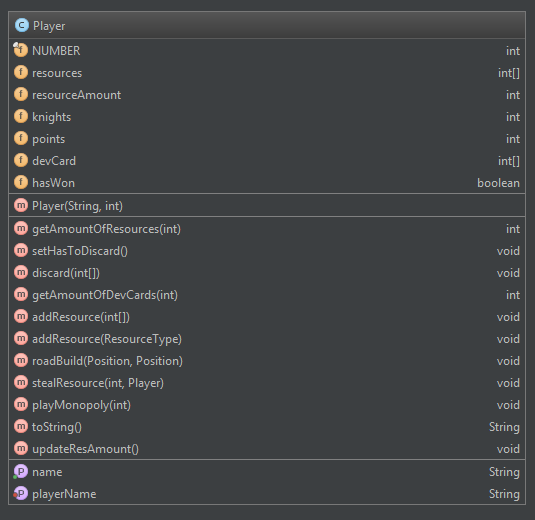 C Player
f NUMBER int
f resources int[]
f resourceAmount int
f knights int
f points int
f devCard int[]
f hasWon boolean
m Player(String, int)
m getAmountOfResources(int) int
m setHasToDiscard() void
m discard(int[]) void
m getAmountOfDevCards(int) int
m addResource(int[]) void
m addResource(ResourceType) void
m roadBuild(Position, Position) void
m stealResource(int, Player) void
m playMonopoly(int) void
m toString() String
m updateResAmount() void
P name String
P playerName String